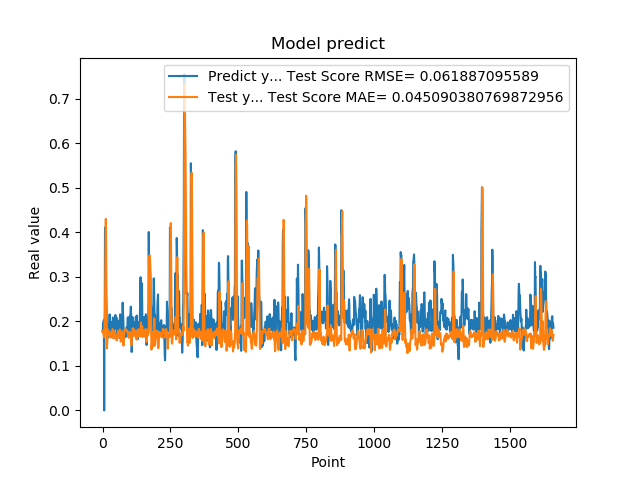 Model predict
Predict y... Test Score RMSE= 0.061887095589
Test y... Test Score MAE= 0.045090380769872956
Real value
0.7
0.6
0.5
0.4
0.3
0.2
0.1
0.0
0 250 500 750 1000 1250 1500
Point